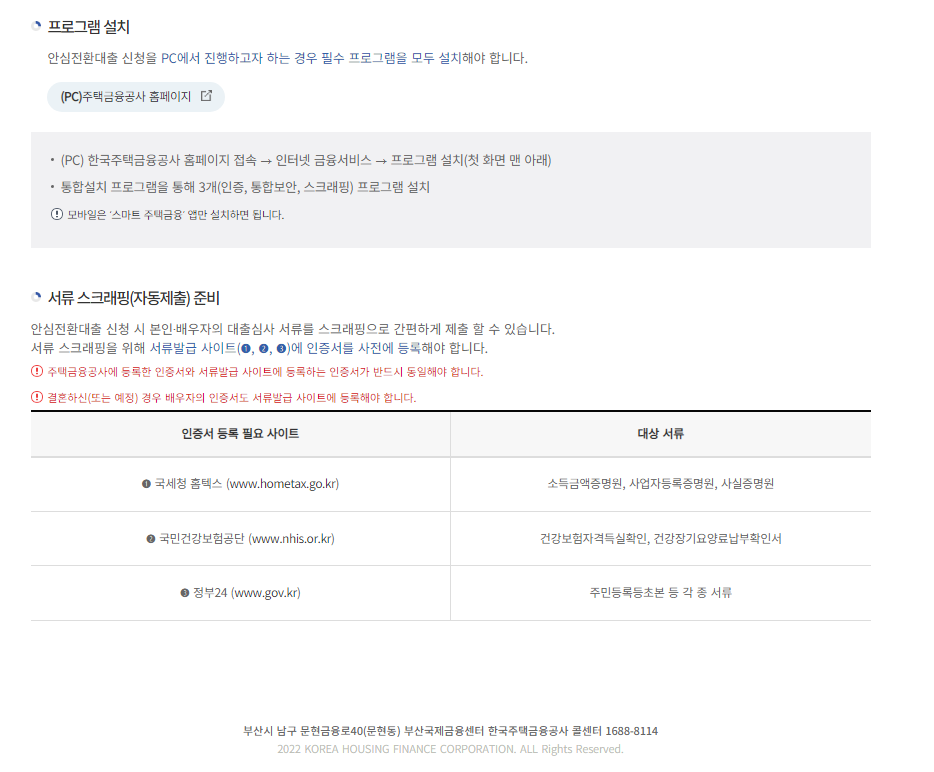 프로그램 설치
안심전환대출 신청을 PC에서 진행하고자 하는 경우 필수 프로그램을 모두 설치해야 합니다.
(PC)주택금융공사 홈페이지
• (PC) 한국주택금융공사 홈페이지 접속 → 인터넷 금융서비스 → 프로그램 설치(첫 화면 맨 아래)
• 통합설치 프로그램을 통해 3개(인증, 통합보안, 스크래핑) 프로그램 설치
! 모바일은 '스마트 주택금융' 앱만 설치하면 됩니다.
서류 스크래핑(자동제출) 준비
안심전환대출 신청 시 본인·배우자의 대출심사 서류를 스크래핑으로 간편하게 제출 할 수 있습니다.
서류 스크래핑을 위해 서류발급 사이트(❶, ❷, ❸)에 인증서를 사전에 등록해야 합니다.
! 주택금융공사에 등록한 인증서와 서류발급 사이트에 등록하는 인증서가 반드시 동일해야 합니다.
! 결혼하신(또는 예정) 경우 배우자의 인증서도 서류발급 사이트에 등록해야 합니다.
인증서 등록 필요 사이트 대상 서류
❶ 국세청 홈텍스 (www.hometax.go.kr) 소득금액증명원, 사업자등록증명원, 사실증명원
❷ 국민건강보험공단 (www.nhis.or.kr) 건강보험자격득실확인, 건강장기요양료납부확인서
❸ 정부24 (www.gov.kr) 주민등록등초본 등 각 종 서류
부산시 남구 문현금융로40(문현동) 부산국제금융센터 한국주택금융공사 콜센터 1688-8114
2022 KOREA HOUSING FINANCE CORPORATION. ALL Rights Reserved.